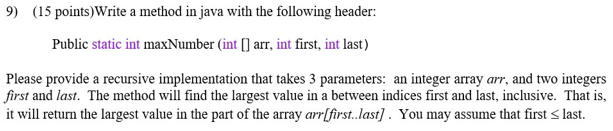 9) (15 points)Write a method in java with the following header:
Public static int maxNumber (int [] arr, int first, int last)
Please provide a recursive implementation that takes 3 parameters: an integer array arr, and two integers
first and last. The method will find the largest value in a between indices first and last, inclusive. That is,
it will return the largest value in the part of the array arr[first..last] . You may assume that first ≤ last.